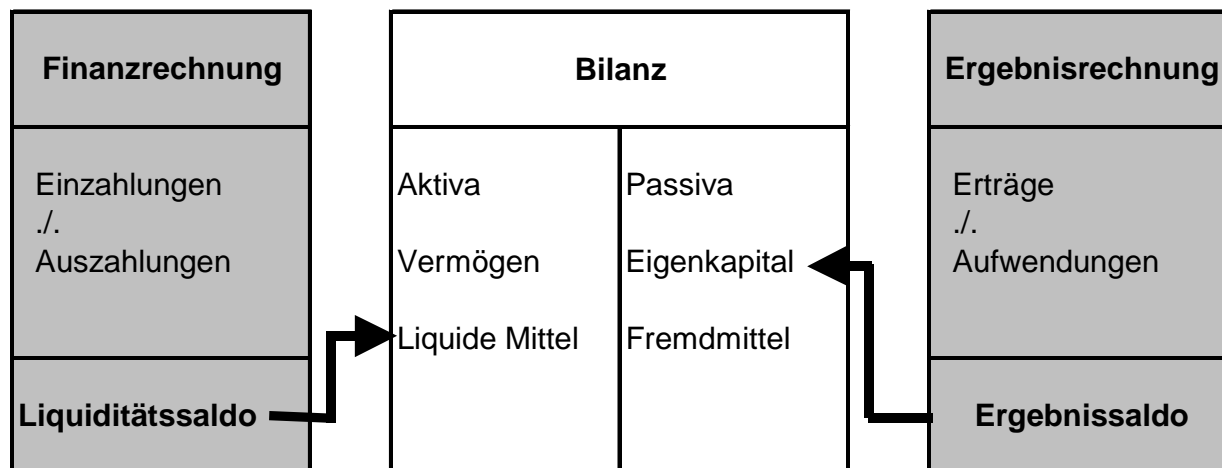 Finanzrechnung
Einzahlungen
./.
Auszahlungen
Liquiditätssaldo
Bilanz
Aktiva
Vermögen
Liquide Mittel
Passiva
Eigenkapital
Fremdmittel
Ergebnisrechnung
Erträge
./.
Aufwendungen
Ergebnissaldo